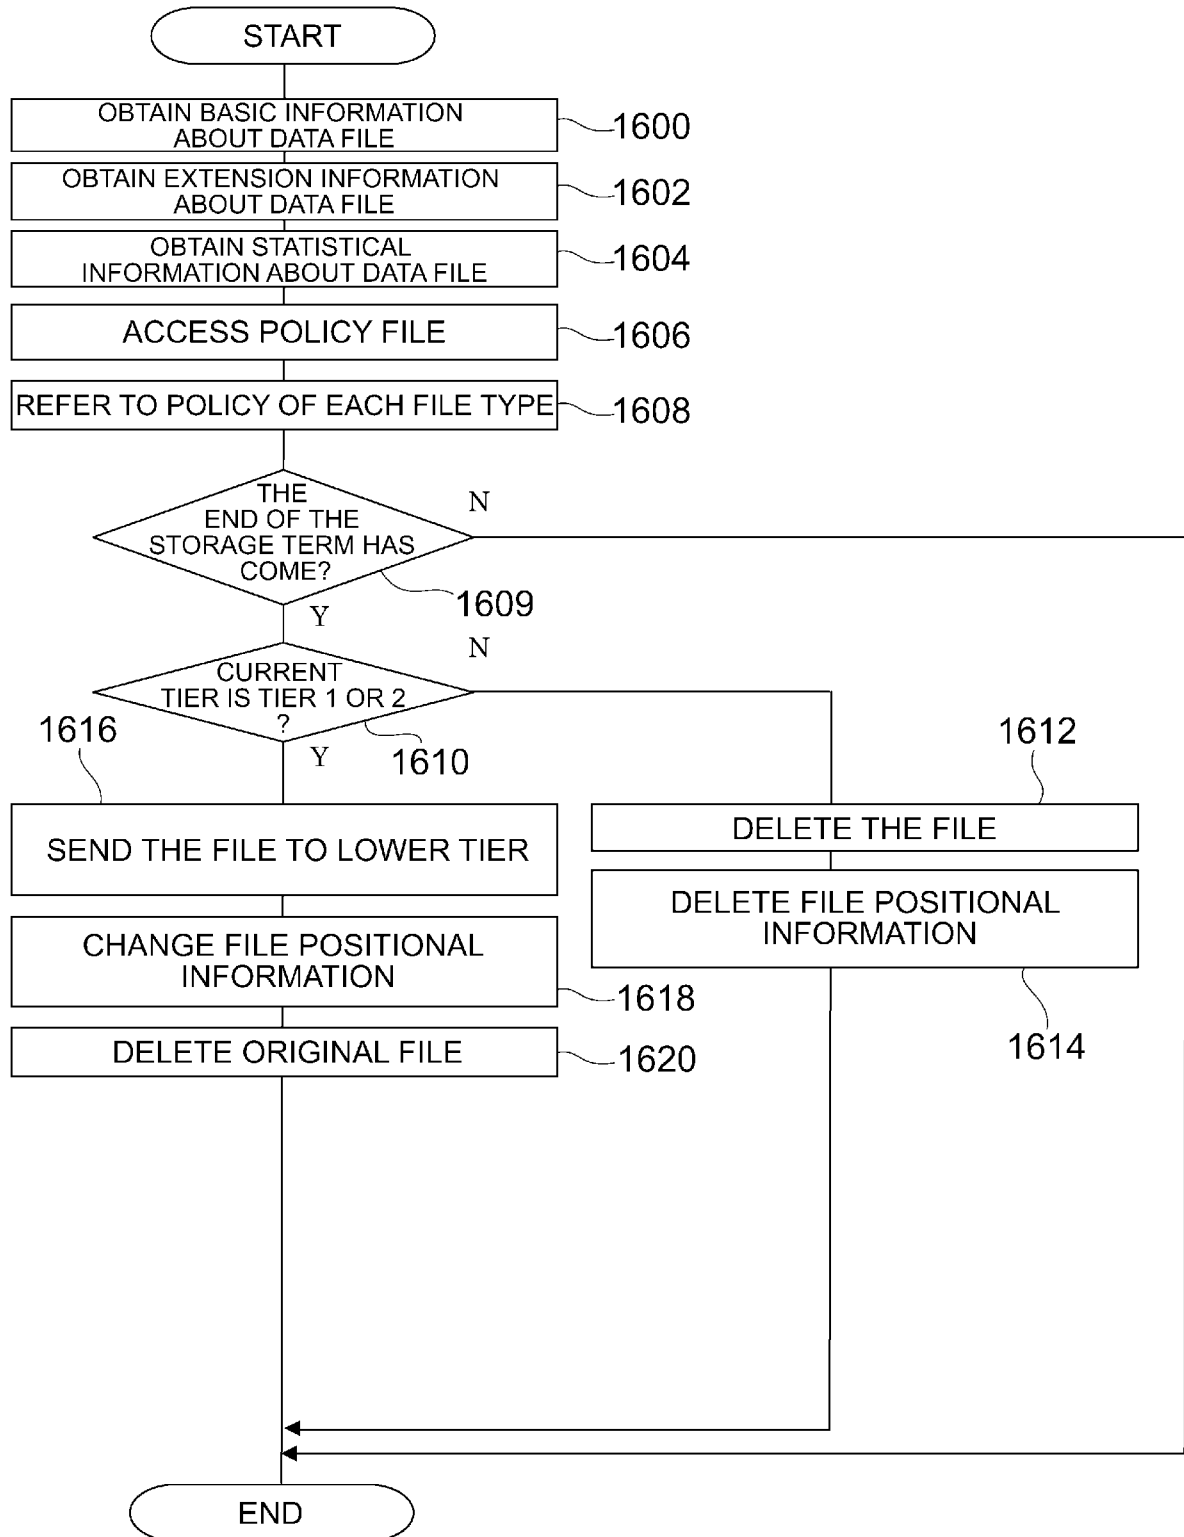 START
OBTAIN BASIC INFORMATION
ABOUT DATA FILE
1600
OBTAIN EXTENSION INFORMATION
ABOUT DATA FILE
1602
OBTAIN STATISTICAL
INFORMATION ABOUT DATA FILE
1604
ACCESS POLICY FILE
1606
REFER TO POLICY OF EACH FILE TYPE
1608
THE
END OF THE
STORAGE TERM HAS
COME?
N
1609
Y
CURRENT
TIER IS TIER 1 OR 2
?
N
1610
Y
1616
SEND THE FILE TO LOWER TIER
CHANGE FILE POSITIONAL
INFORMATION
1618
DELETE ORIGINAL FILE
1620
1612
DELETE THE FILE
DELETE FILE POSITIONAL
INFORMATION
1614
END